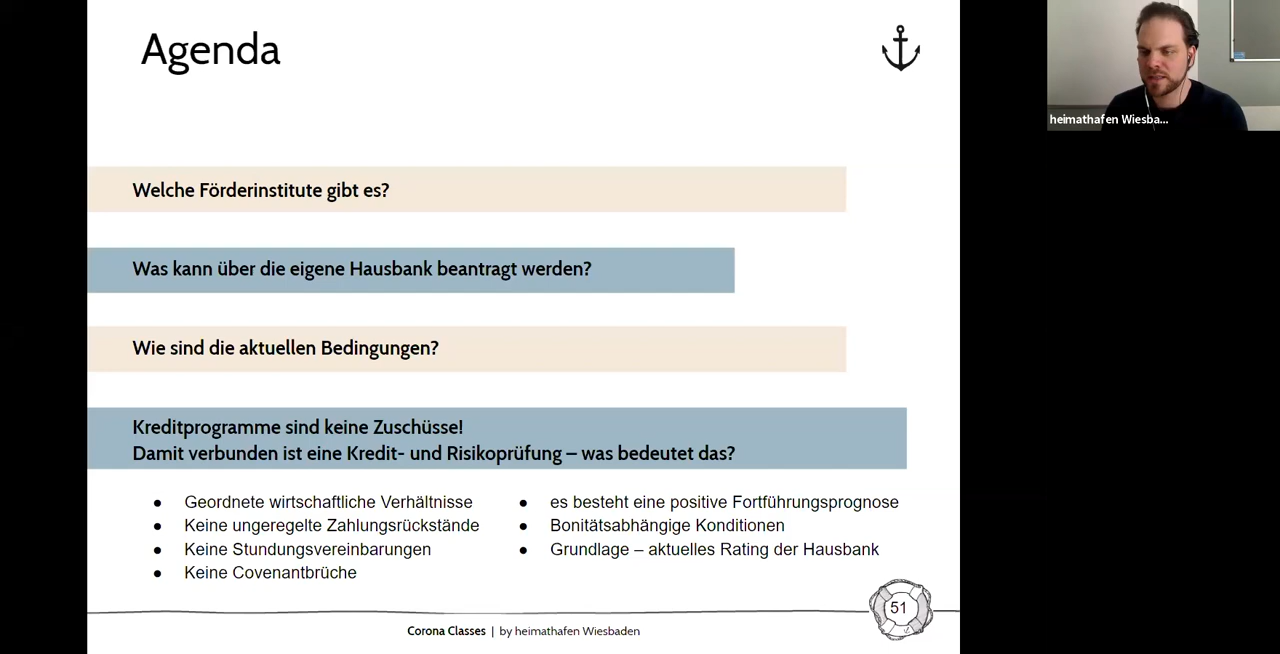 Agenda
heimathafen Wiesba...
Welche Förderinstitute gibt es?
Was kann über die eigene Hausbank beantragt werden?
Wie sind die aktuellen Bedingungen?
Kreditprogramme sind keine Zuschüsse!
Damit verbunden ist eine Kredit- und Risikoprüfung – was bedeutet das?
● Geordnete wirtschaftliche Verhältnisse
● Keine ungeregelte Zahlungsrückstände
● Keine Stundungsvereinbarungen
● Keine Covenantbrüche
● es besteht eine positive Fortführungsprognose
● Bonitätsabhängige Konditionen
● Grundlage – aktuelles Rating der Hausbank
51
Corona Classes | by heimathafen Wiesbaden